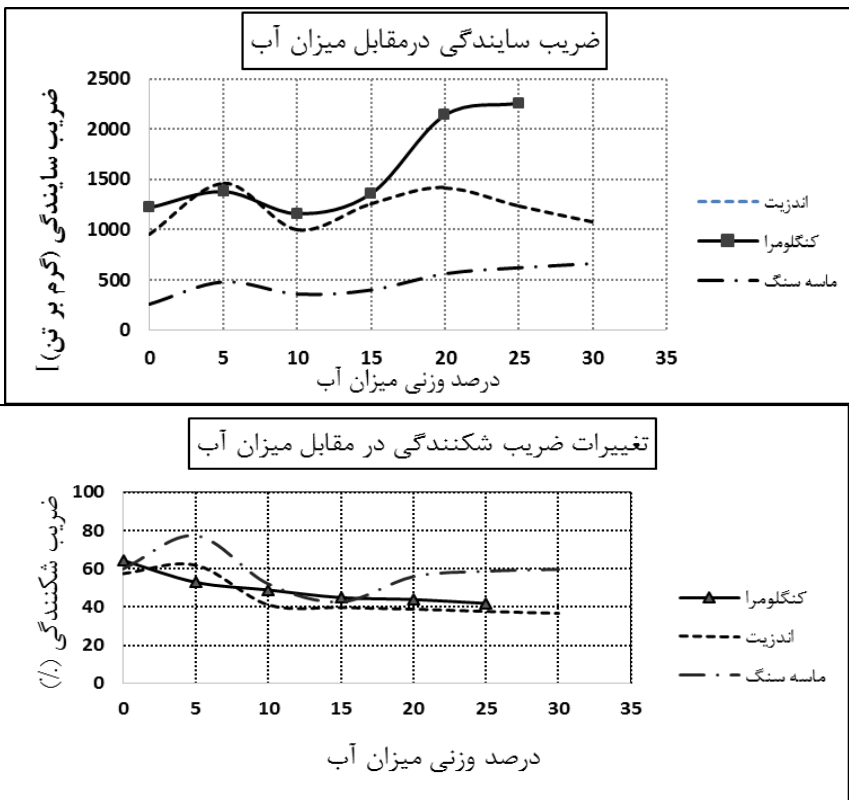 ضریب سایندگی درمقابل میزان آب
ضریب سایندگی (گرم بر تن)]
2500
2000
1500
1000
500
0
0 5 10 15 20 25 30 35
درصد وزنی میزان آب
اندزیت
کنگلومرا
ماسه سنگ
تغییرات ضریب شکنندگی در مقابل میزان آب
ضریب شکنندگی (٪)
100
80
60
40
20
0
0 5 10 15 20 25 30 35
درصد وزنی میزان آب
کنگلومرا
اندزیت
ماسه سنگ